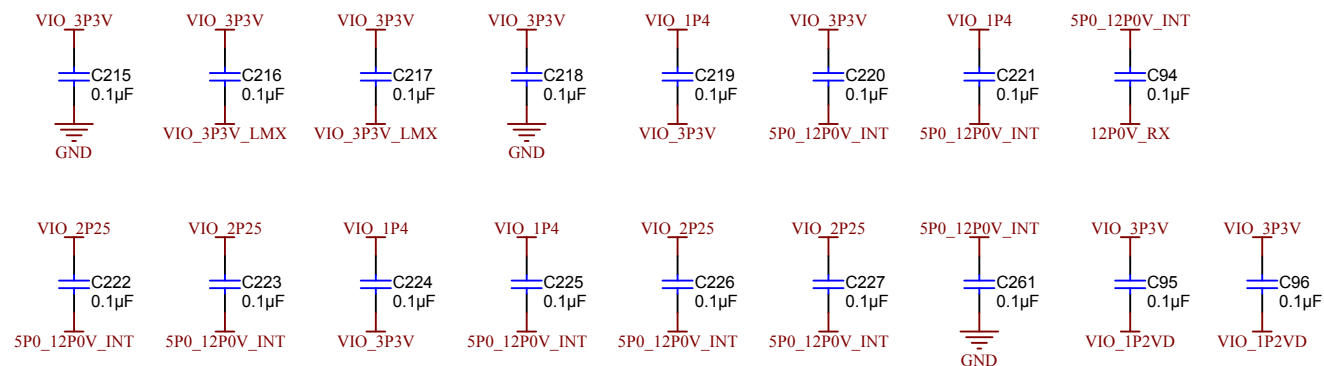 VIO_3P3V VIO_3P3V VIO_3P3V VIO_3P3V VIO_1P4 VIO_3P3V VIO_1P4 5P0_12P0V_INT
C215 C216 C217 C218 C219 C220 C221 C94
0.1µF 0.1µF 0.1µF 0.1µF 0.1µF 0.1µF 0.1µF 0.1µF
VIO_3P3V_LMX VIO_3P3V_LMX VIO_3P3V 5P0_12P0V_INT 5P0_12P0V_INT 12P0V_RX
GND GND
VIO_2P25 VIO_2P25 VIO_1P4 VIO_1P4 VIO_2P25 VIO_2P25 5P0_12P0V_INT VIO_3P3V VIO_3P3V
C222 C223 C224 C225 C226 C227 C261 C95 C96
0.1µF 0.1µF 0.1µF 0.1µF 0.1µF 0.1µF 0.1µF 0.1µF 0.1µF
5P0_12P0V_INT 5P0_12P0V_INT VIO_3P3V 5P0_12P0V_INT 5P0_12P0V_INT 5P0_12P0V_INT VIO_1P2VD VIO_1P2VD
GND